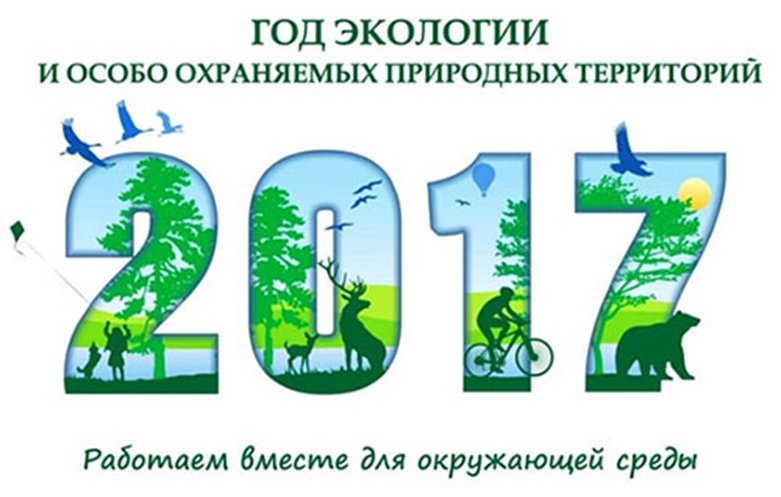 ГОД ЭКОЛОГИИ
И ОСОБО ОХРАНЯЕМЫХ ПРИРОДНЫХ ТЕРРИТОРИЙ
2017
Работаем вместе для окружающей среды